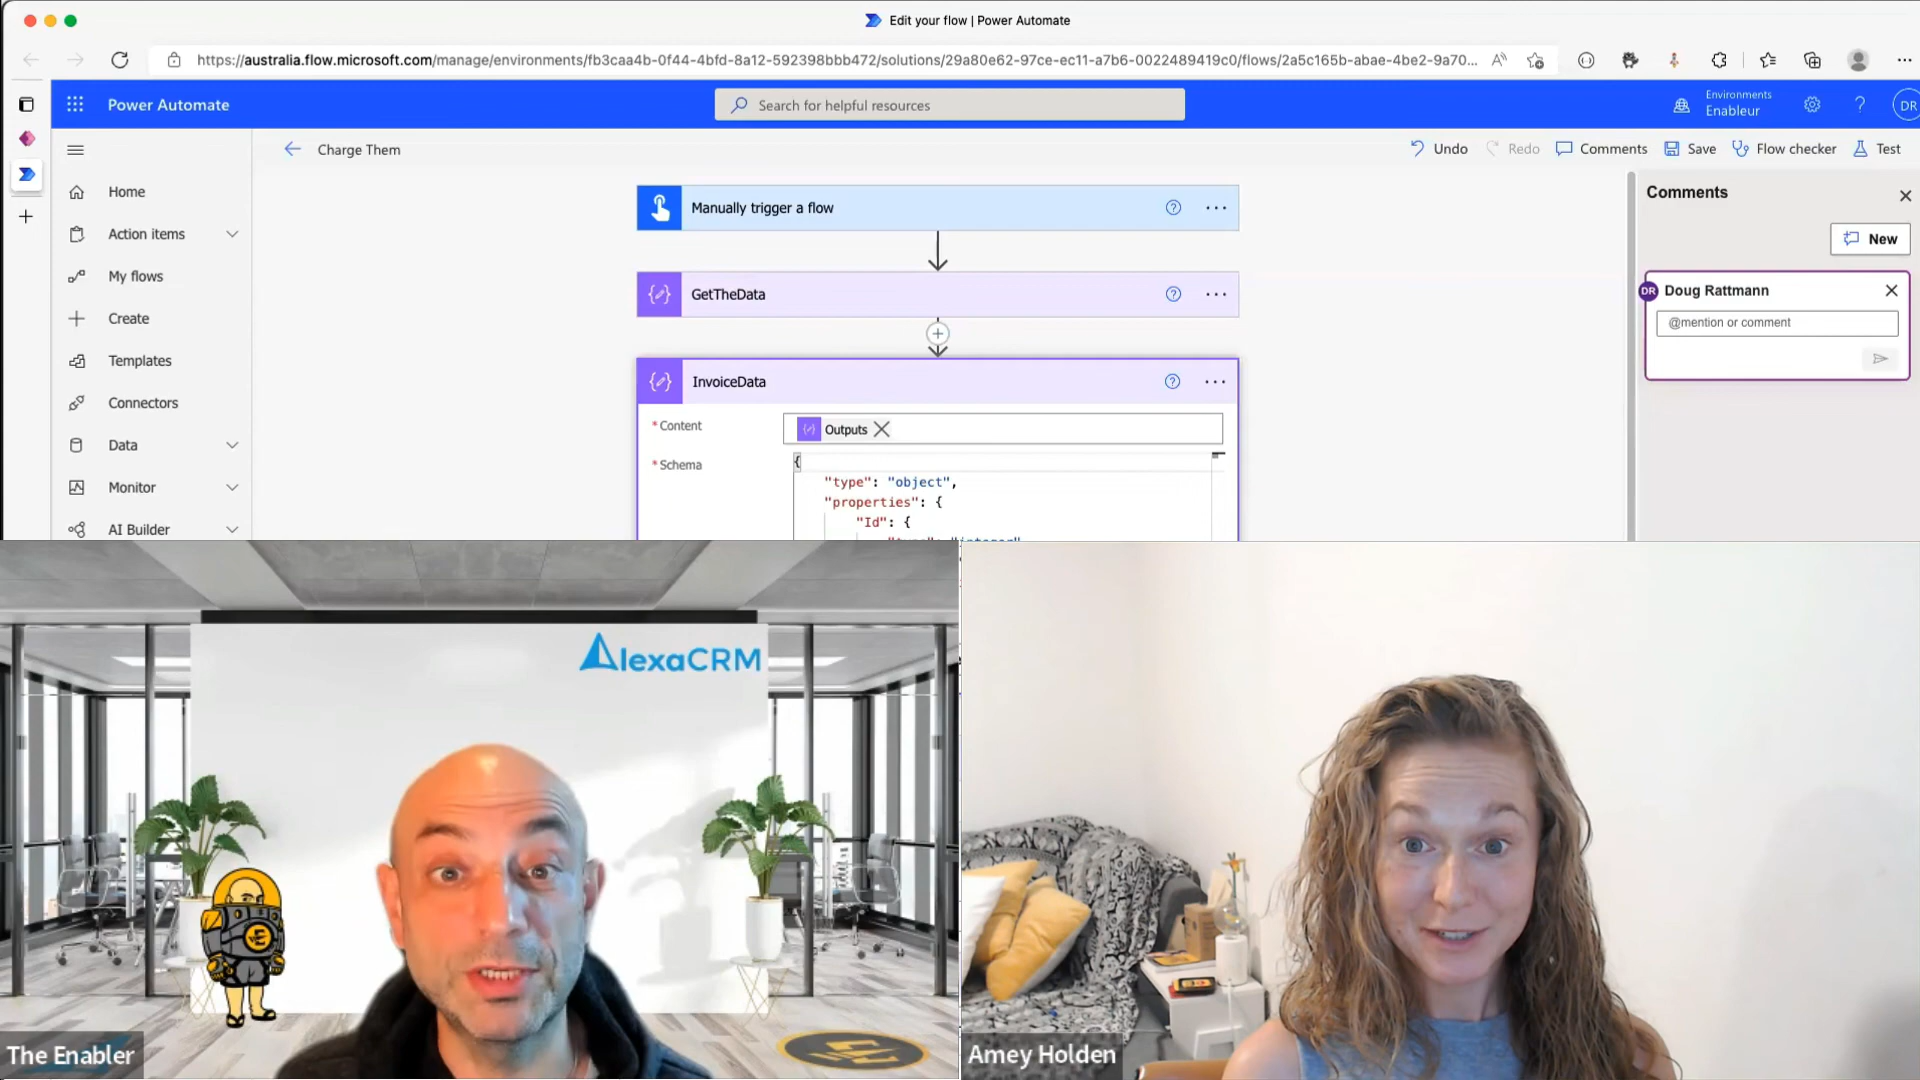 Edit your flow | Power Automate
https://australia.flow.microsoft.com/manage/environments/fb3caa4b-0f44-4bfd-8a12-592398bbb472/solutions/29a80e62-97ce-ec11-a7b6-0022489419c0/flows/2a5c165b-abae-4be2-9a70...
Power Automate
Search for helpful resources
Environments
Enableur
DR
Charge Them
Undo
Redo
Comments
Save
Flow checker
Test
Home
Action items
My flows
Create
Templates
Connectors
Data
Monitor
AI Builder
Manually trigger a flow
GetTheData
InvoiceData
* Content
Outputs
* Schema
{
"type": "object",
"properties": {
"Id": {
"type": "integer"
Comments
New
DR Doug Rattmann
@mention or comment
AlexaCRM
The Enabler
Amey Holden